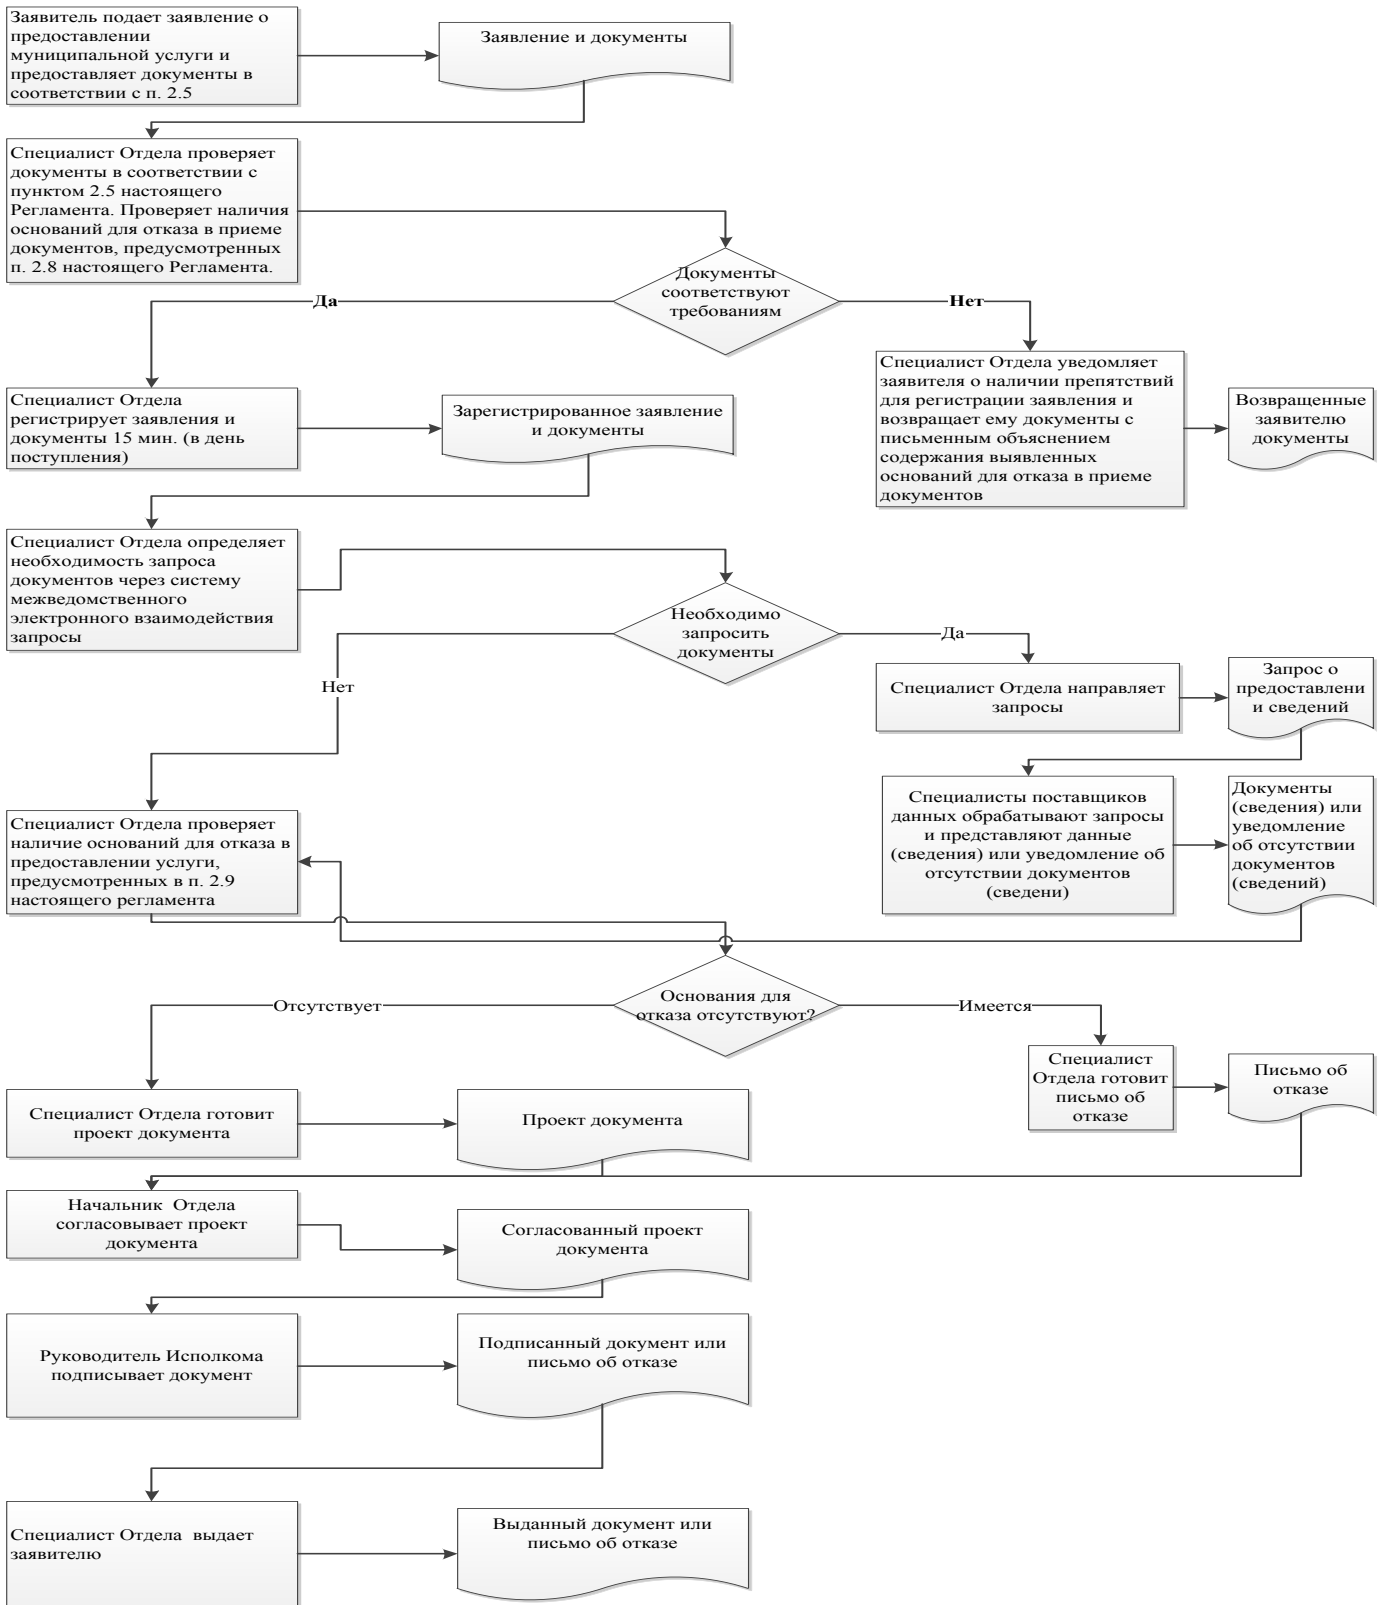 Заявитель подает заявление о
предоставлении
муниципальной услуги и
предоставляет документы в
соответствии с п. 2.5
Заявление и документы
Специалист Отдела проверяет
документы в соответствии с
пунктом 2.5 настоящего
Регламента. Проверяет наличия
оснований для отказа в приеме
документов, предусмотренных
п. 2.8 настоящего Регламента.
Документы
соответствуют
требованиям
Да
Нет
Специалист Отдела
регистрирует заявления и
документы 15 мин. (в день
поступления)
Зарегистрированное заявление
и документы
Специалист Отдела уведомляет
заявителя о наличии препятствий
для регистрации заявления и
возвращает ему документы с
письменным объяснением
содержания выявленных
оснований для отказа в приеме
документов
Возвращенные
заявителю
документы
Специалист Отдела определяет
необходимость запроса
документов через систему
межведомственного
электронного взаимодействия
запросы
Необходимо
запросить
документы
Да
Нет
Специалист Отдела направляет
запросы
Запрос о
предоставлени
и сведений
Специалисты поставщиков
данных обрабатывают запросы
и представляют данные
(сведения) или уведомление об
отсутствии документов
(сведени)
Документы
(сведения) или
уведомление
об отсутствии
документов
(сведений)
Специалист Отдела проверяет
наличие оснований для отказа в
предоставлении услуги,
предусмотренных в п. 2.9
настоящего регламента
Основания для
отказа отсутствуют?
Отсутствует
Имеется
Специалист
Отдела готовит
письмо об
отказе
Письмо об
отказе
Специалист Отдела готовит
проект документа
Проект документа
Начальник  Отдела
согласовывает проект
документа
Согласованный проект
документа
Руководитель Исполкома
подписывает документ
Подписанный документ или
письмо об отказе
Специалист Отдела  выдает
заявителю
Выданный документ или
письмо об отказе